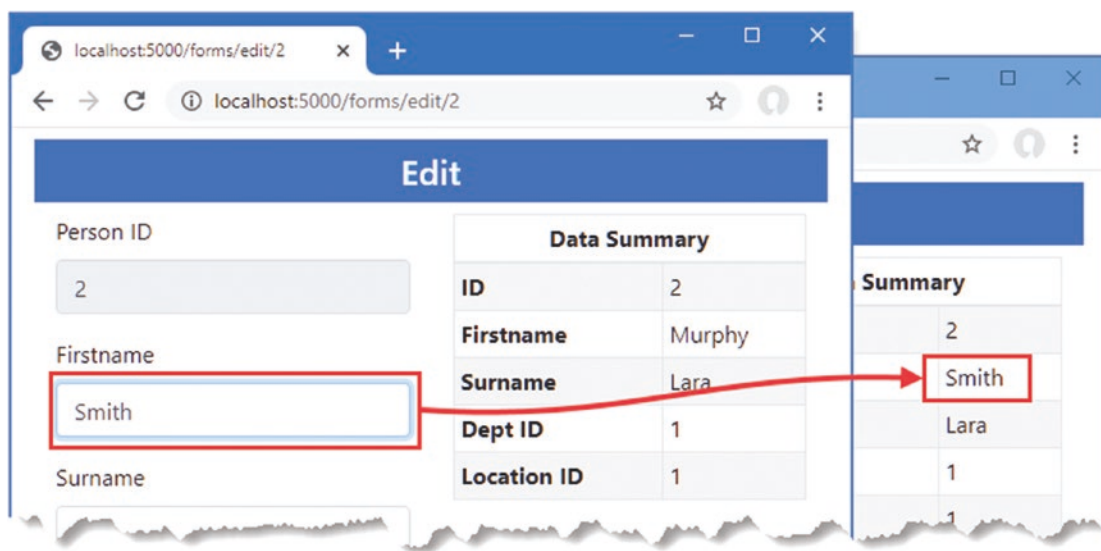 localhost:5000/forms/edit/2
localhost:5000/forms/edit/2
Edit
Person ID
2
Firstname
Smith
Surname
Data Summary
ID 2
Firstname Murphy
Surname Lara
Dept ID 1
Location ID 1
Summary
2
Smith
Lara
1
1